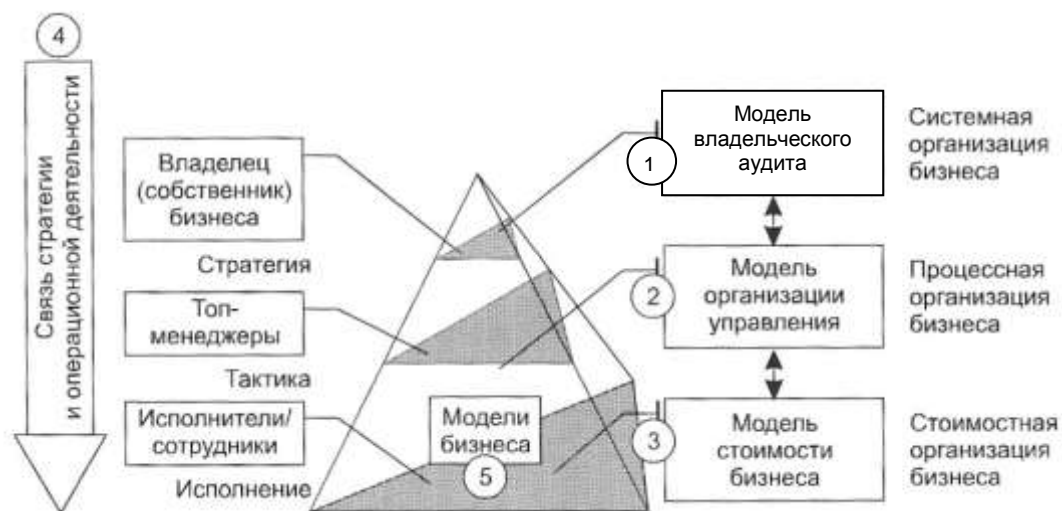 4
Связь стратегии
и операционной деятельности
Владелец
(собственник)
бизнеса
Стратегия
Топ-
менеджеры
Тактика
Исполнители/
сотрудники
Исполнение
Модели
бизнеса
5
1
Модель
владельческого
аудита
Системная
организация
бизнеса
2
Модель
организации
управления
Процессная
организация
бизнеса
3
Модель
стоимости
бизнеса
Стоимостная
организация
бизнеса